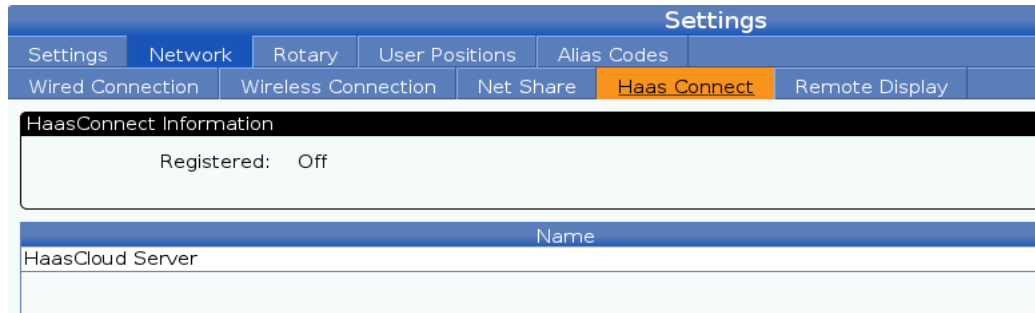 Settings
Settings Network Rotary User Positions Alias Codes
Wired Connection Wireless Connection Net Share Haas Connect Remote Display
HaasConnect Information
Registered: Off
Name
HaasCloud Server